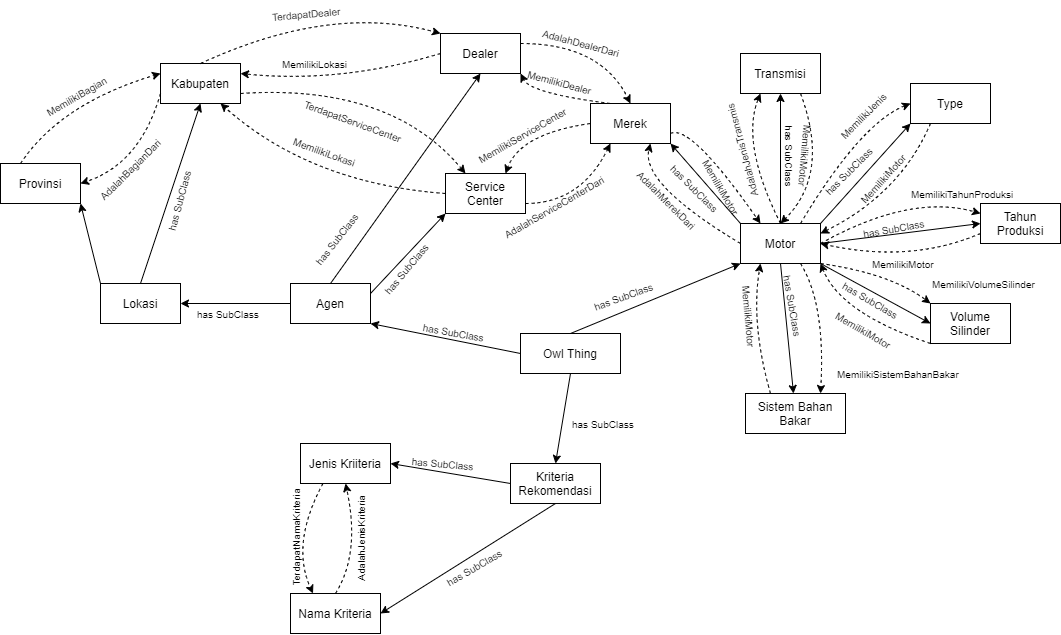 TerdapatDealer
AdalahDealerDari
Dealer
MemilikiLokasi
Transmisi
MemilikiBagian
Kabupaten
MemilikiDealer
Type
MemilikiJenis
TerdapatServiceCenter
Merek
MemilikiServiceCenter
AdalahJenisTransmis
has SubClass
MemilikiMotor
MemilikiLokasi
AdalahBagianDari
Provinsi
has SubClass
Service
Center
AdalahServiceCenterDari
AdalahMerekDari
has SubClass
MemilikiMotor
has SubClass
MemilikiMotor
MemilikiTahunProduksi
Tahun
Produksi
has SubClass
Motor
has SubClass
has SubClass
MemilikiMotor
MemilikiVolumeSilinder
has SubClass
Lokasi
has SubClass
Agen
has SubClass
MemilikiMotor
has SubClass
Volume
Silinder
MemilikiMotor
has SubClass
Owl Thing
MemilikiSistemBahanBakar
Sistem Bahan
Bakar
has SubClass
Jenis Kriiteria
has SubClass
Kriteria
Rekomendasi
TerdapatNamaKriteria
AdalahJenisKriteria
has SubClass
Nama Kriteria